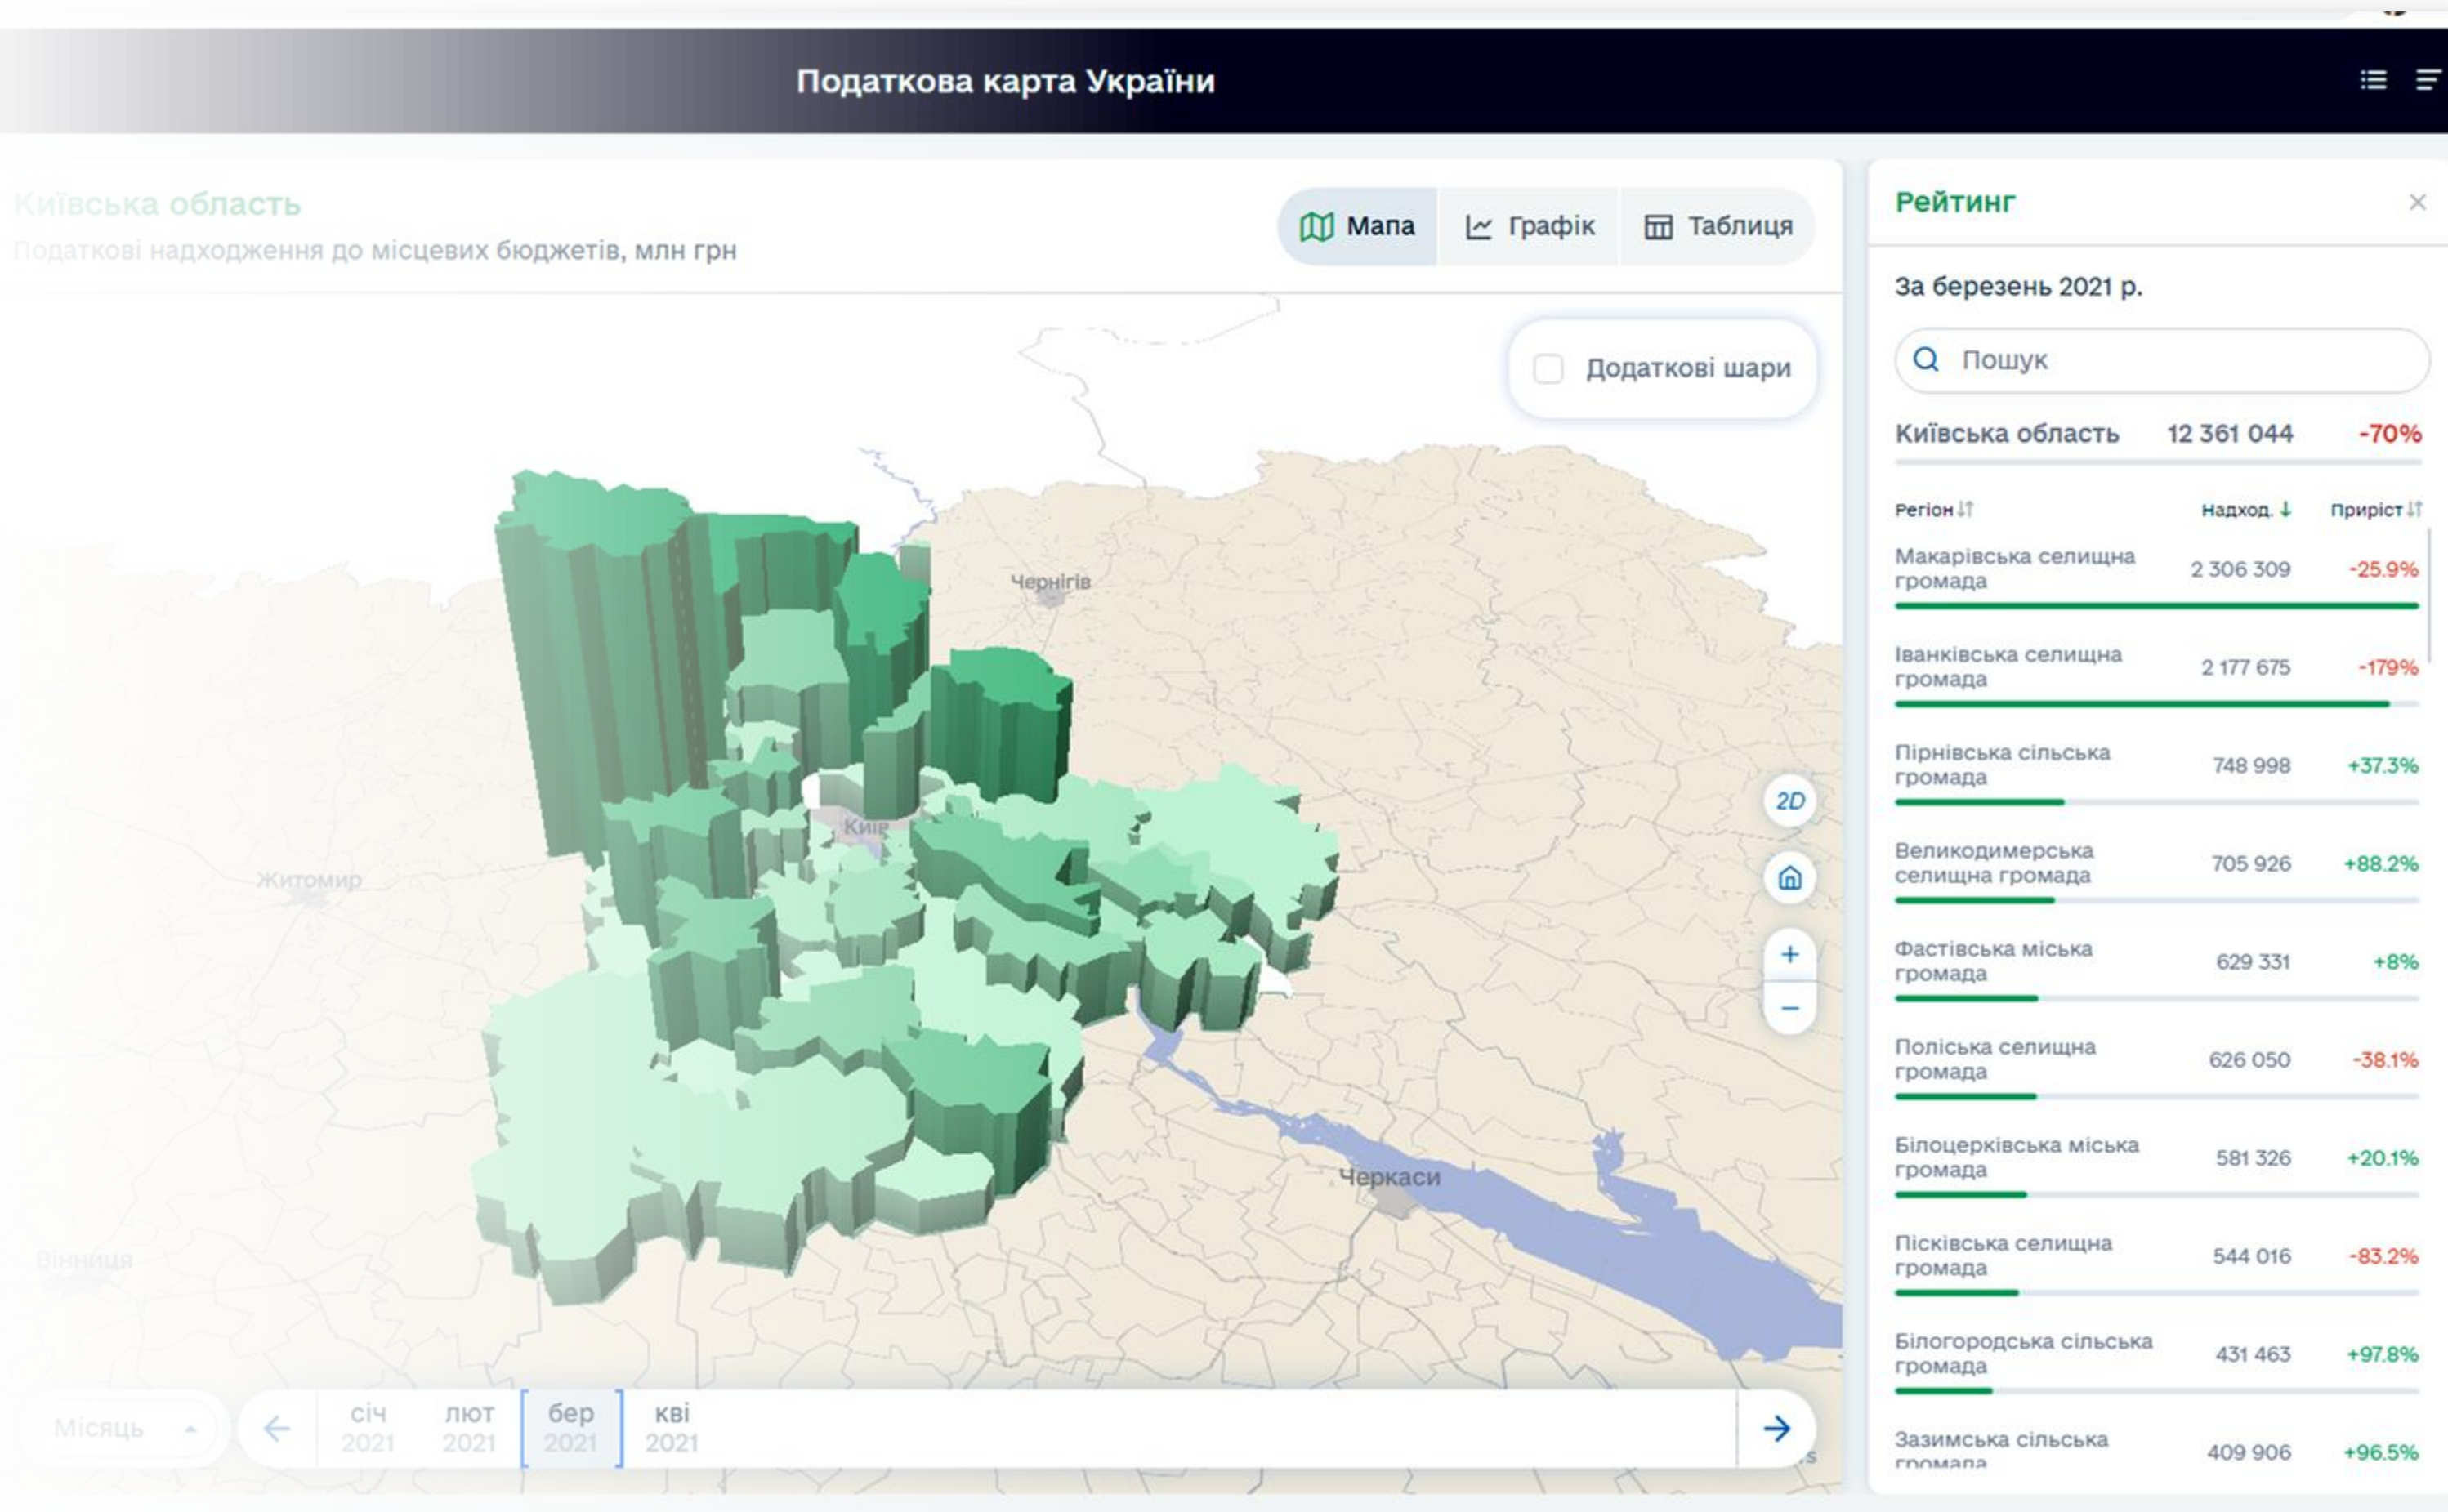 Податкова карта України
Київська область
Податкові надходження до місцевих бюджетів, млн грн
Мапа
Графік
Таблиця
Додаткові шари
Чернігів
Київ
Житомир
Черкаси
Вінниця
2D
+
−
Місяць
січ
2021
лют
2021
бер
2021
кві
2021
Рейтинг
За березень 2021 р.
Пошук
Київська область 12 361 044 -70%
Регіон Надход. Приріст
Макарівська селищна
громада 2 306 309 -25.9%
Іванківська селищна
громада 2 177 675 -179%
Пірнівська сільська
громада 748 998 +37.3%
Великодимерська
селищна громада 705 926 +88.2%
Фастівська міська
громада 629 331 +8%
Поліська селищна
громада 626 050 -38.1%
Білоцерківська міська
громада 581 326 +20.1%
Пісківська селищна
громада 544 016 -83.2%
Білогородська сільська
громада 431 463 +97.8%
Зазимська сільська
громада 409 906 +96.5%